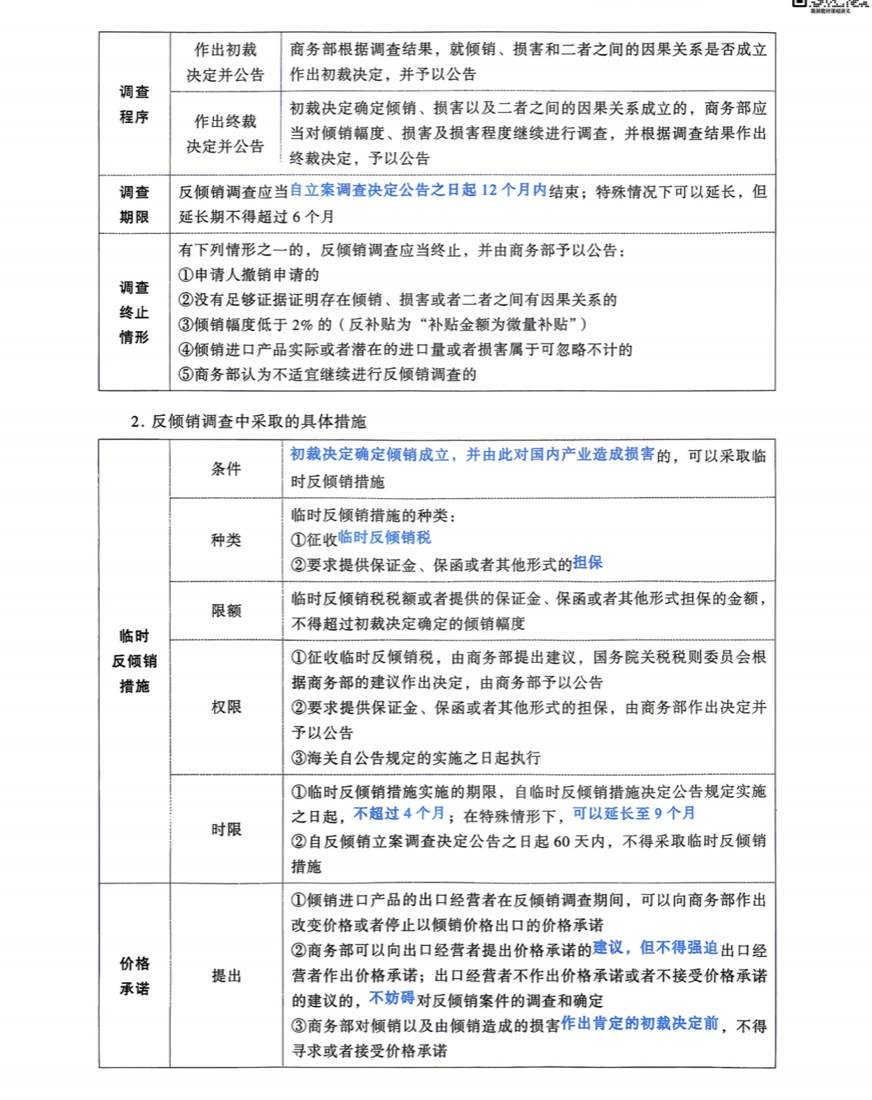 作出初裁
决定并公告
商务部根据调查结果，就倾销、损害和二者之间的因果关系是否成立
作出初裁决定，并予以公告
调查
程序
作出终裁
决定并公告
初裁决定确定倾销、损害以及二者之间的因果关系成立的，商务部应
当对倾销幅度、损害及损害程度继续进行调查，并根据调查结果作出
终裁决定，予以公告
调查
期限
反倾销调查应当自立案调查决定公告之日起 12 个月内结束；特殊情况下可以延长，但
延长期不得超过 6 个月
调查
终止
情形
有下列情形之一的，反倾销调查应当终止，并由商务部予以公告：
①申请人撤销申请的
②没有足够证据证明存在倾销、损害或者二者之间有因果关系的
③倾销幅度低于 2% 的（反补贴为“补贴金额为微量补贴”）
④倾销进口产品实际或者潜在的进口量或者损害属于可忽略不计的
⑤商务部认为不适宜继续进行反倾销调查的
2. 反倾销调查中采取的具体措施
临时
反倾销
措施
条件
初裁决定确定倾销成立，并由此对国内产业造成损害的，可以采取临
时反倾销措施
种类
临时反倾销措施的种类：
①征收临时反倾销税
②要求提供保证金、保函或者其他形式的担保
限额
临时反倾销税税额或者提供的保证金、保函或者其他形式担保的金额，
不得超过初裁决定确定的倾销幅度
权限
①征收临时反倾销税，由商务部提出建议，国务院关税税则委员会根
据商务部的建议作出决定，由商务部予以公告
②要求提供保证金、保函或者其他形式的担保，由商务部作出决定并
予以公告
③海关自公告规定的实施之日起执行
时限
①临时反倾销措施实施的期限，自临时反倾销措施决定公告规定实施
之日起，不超过 4 个月；在特殊情形下，可以延长至 9 个月
②自反倾销立案调查决定公告之日起 60 天内，不得采取临时反倾销
措施
价格
承诺
提出
①倾销进口产品的出口经营者在反倾销调查期间，可以向商务部作出
改变价格或者停止以倾销价格出口的价格承诺
②商务部可以向出口经营者提出价格承诺的建议，但不得强迫出口经
营者作出价格承诺；出口经营者不作出价格承诺或者不接受价格承诺
的建议的，不妨碍对反倾销案件的调查和确定
③商务部对倾销以及由倾销造成的损害作出肯定的初裁决定前，不得
寻求或者接受价格承诺